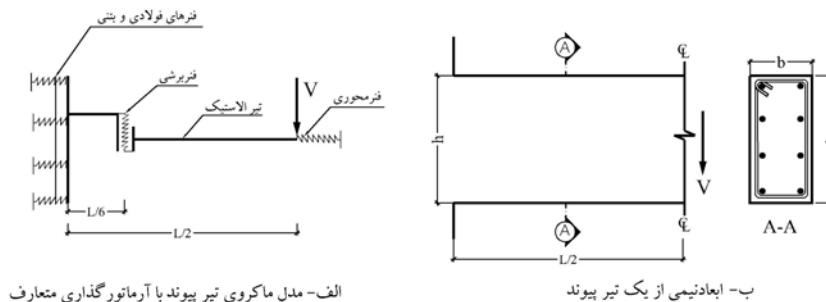 فنرهای فولادی و بتنی
فنربرشی
تیر الاستیک
V
فنرمحوری
L/6
L/2
الف- مدل ماکروی تیر پیوند با آرماتورگذاری متعارف
A
℄
h
V
A
℄
L/2
b
A-A
ب- ابعادنیمی از یک تیر پیوند